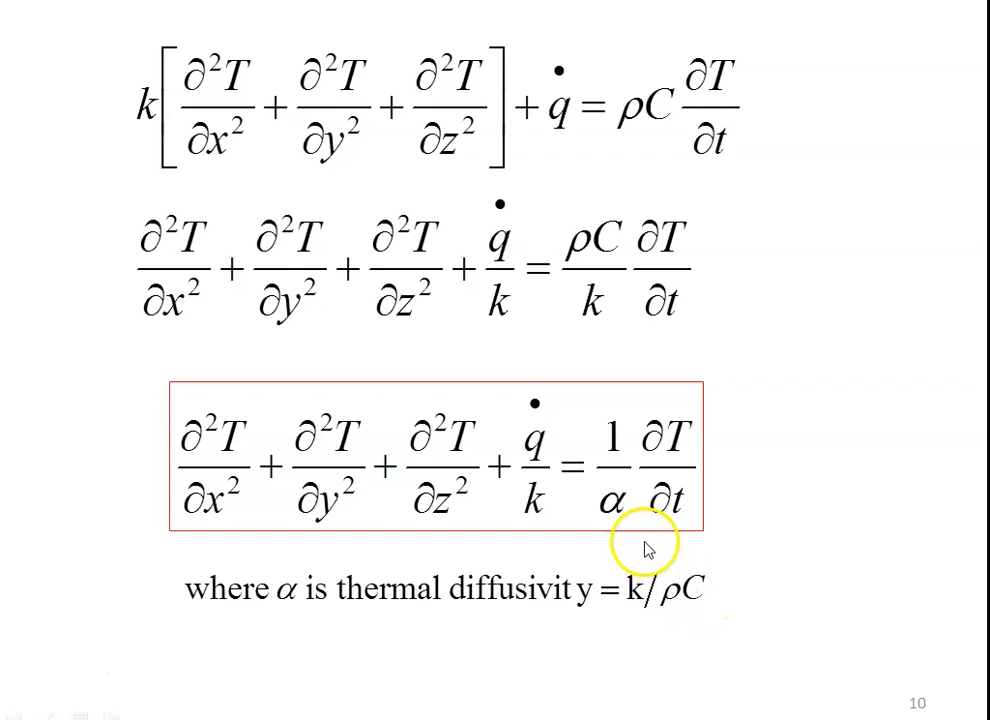 k[∂²T/∂x² + ∂²T/∂y² + ∂²T/∂z²] + q̇ = ρC ∂T/∂t
∂²T/∂x² + ∂²T/∂y² + ∂²T/∂z² + q̇/k = ρC/k ∂T/∂t
∂²T/∂x² + ∂²T/∂y² + ∂²T/∂z² + q̇/k = 1/α ∂T/∂t
where α is thermal diffusivity = k/ρC
10